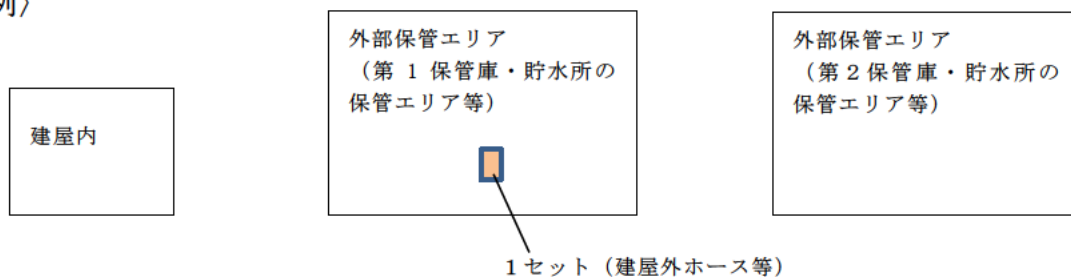 列〉
外部保管エリア
（第 1 保管庫・貯水所の
保管エリア等）
外部保管エリア
（第２保管庫・貯水所の
保管エリア等）
建屋内
１セット（建屋外ホース等）